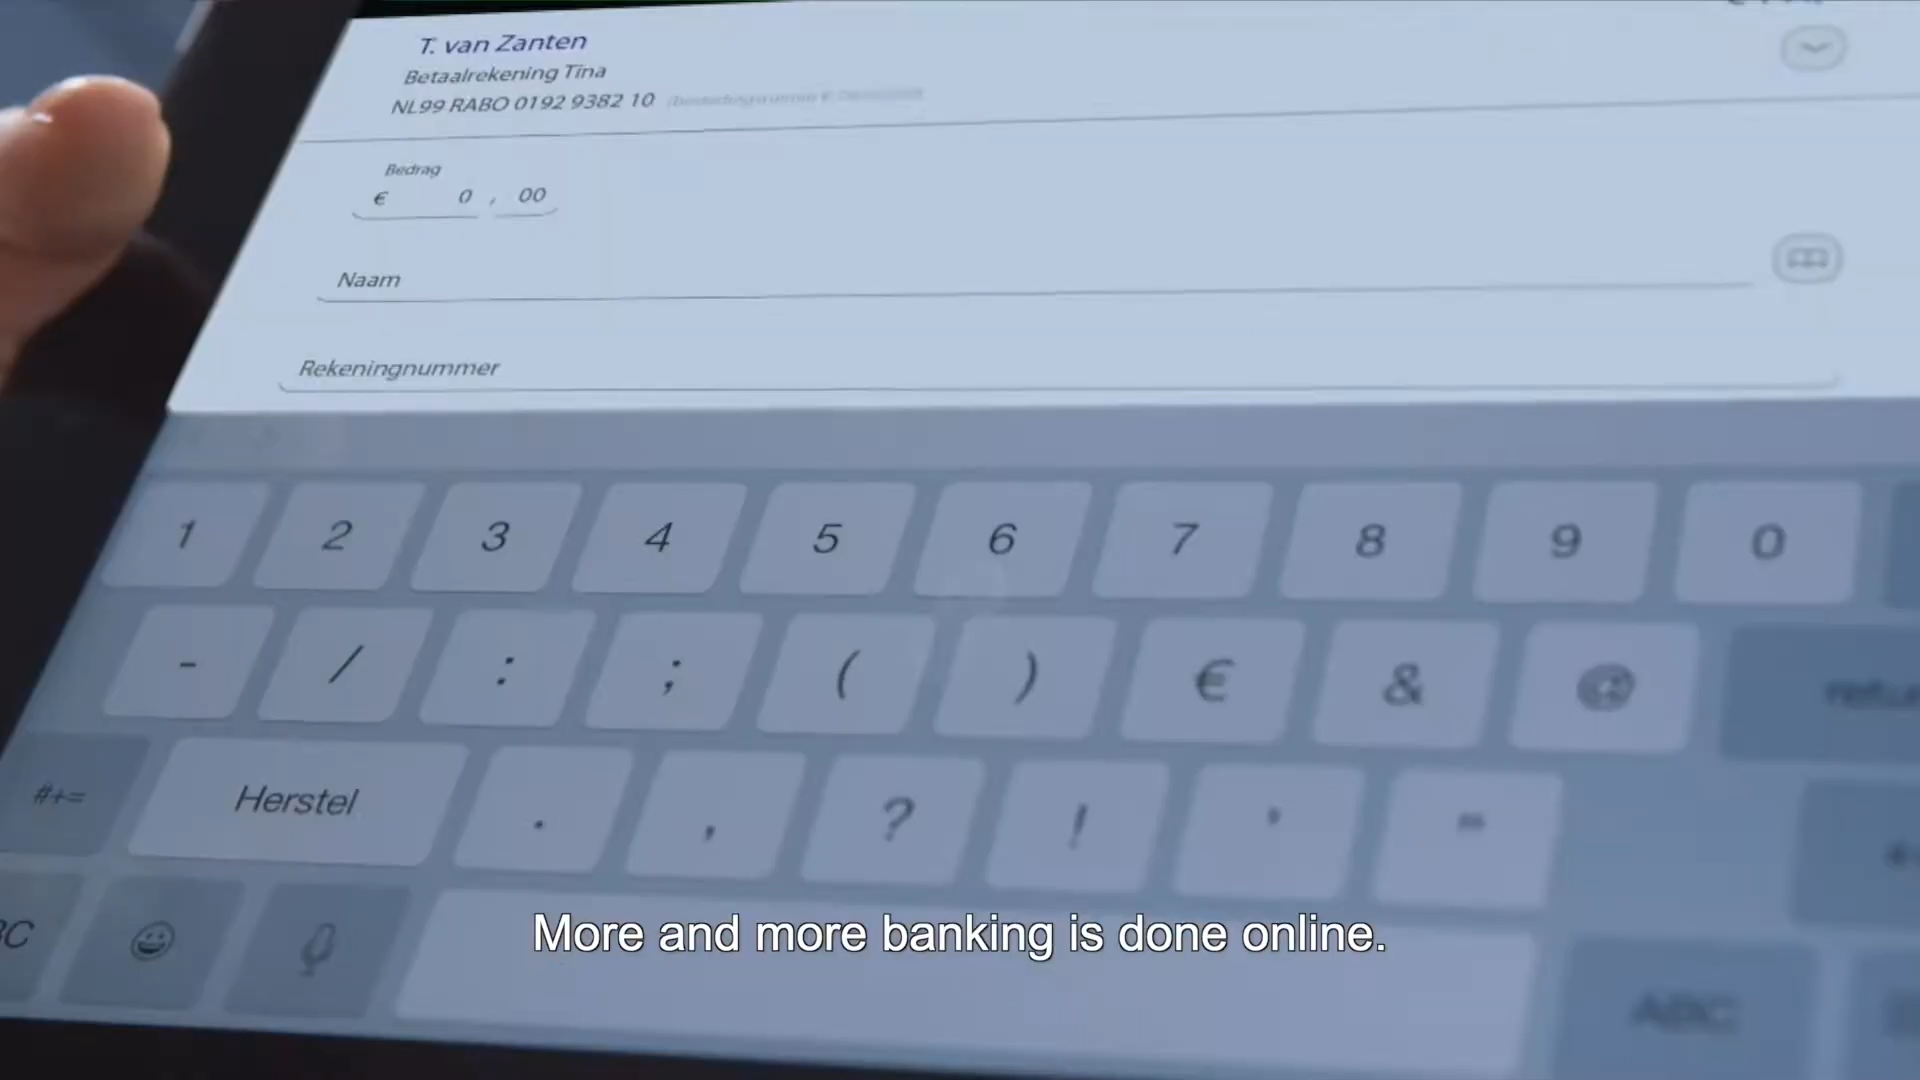 T. van Zanten
Betaalrekening Tina
NL99 RABO 0192 9382 10
Bedrag
€ 0 , 00
Naam
Rekeningnummer
1 2 3 4 5 6 7 8 9 0
- / : ; ( ) € & @
#+= Herstel . , ? ! ' "
ABC
More and more banking is done online.